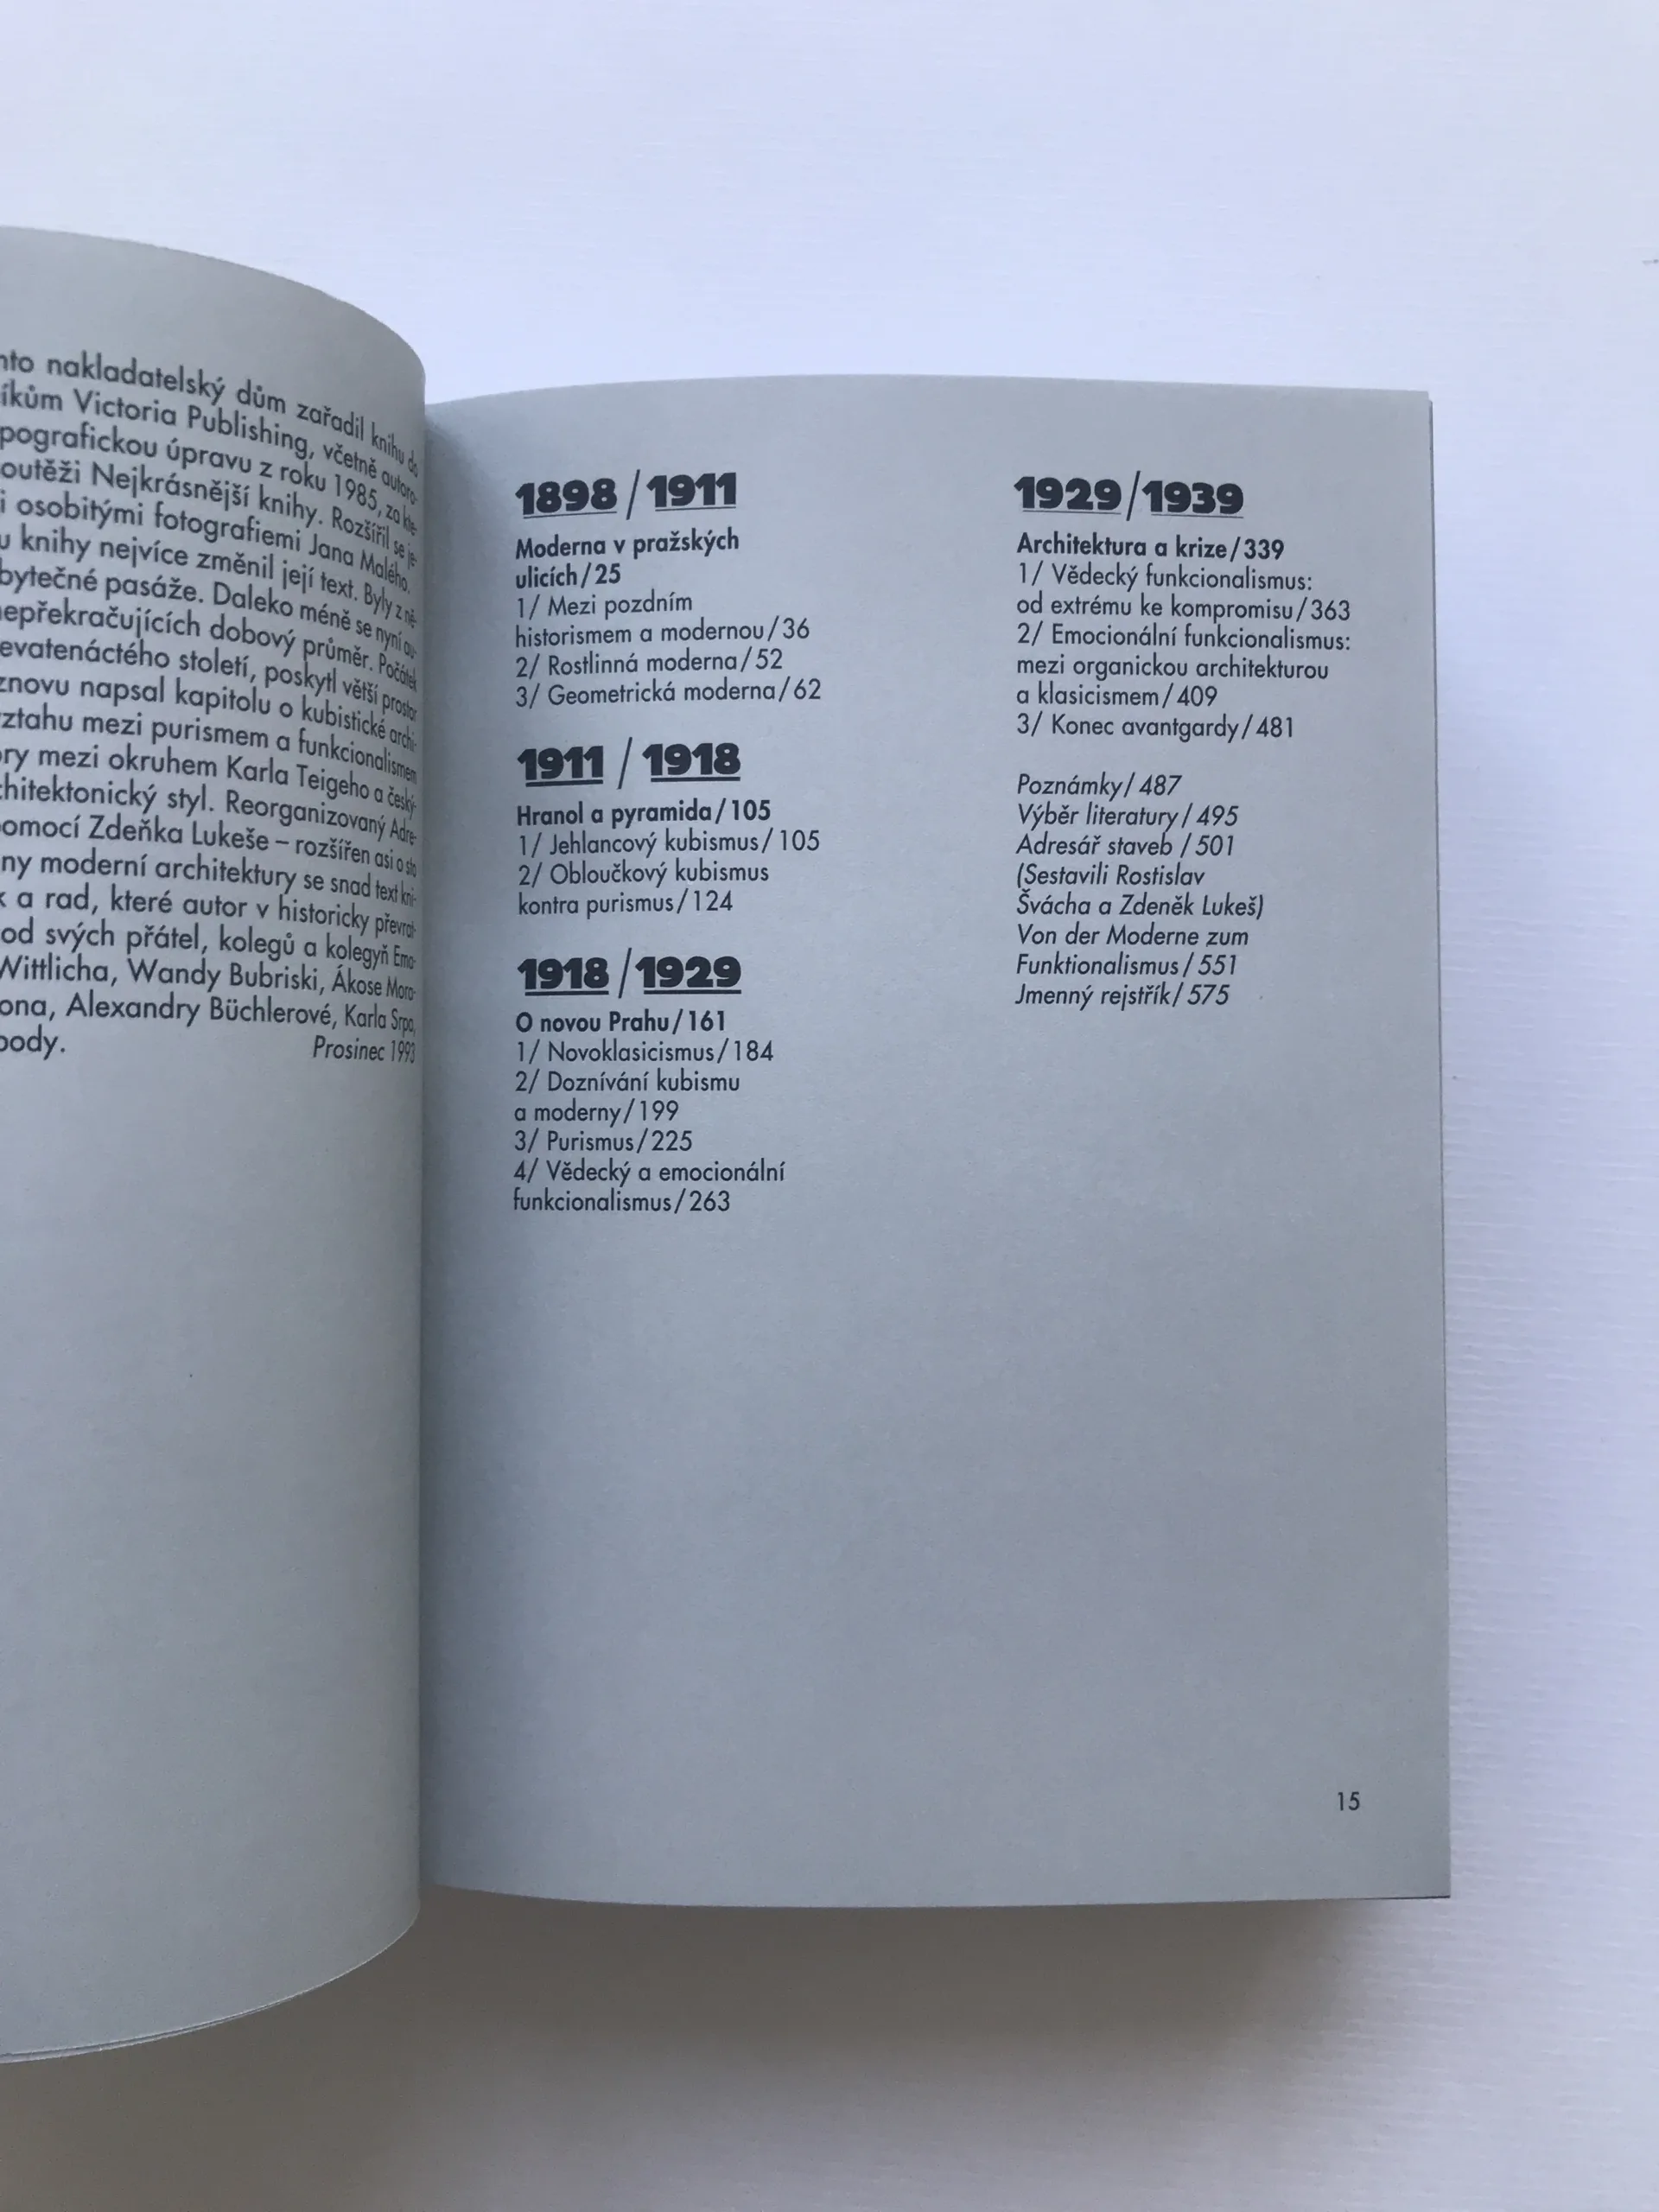 nakladatelský dům zařadil knihu do
Victoria Publishing, včetně autoro-
úpravu z roku 1985, za kte-
Nejkrásnější knihy. Rozšířil se je-
i osobitými fotografiemi Jana Malého.
knihy nejvíce změnil její text. Byly z ně-
bytečné pasáže. Daleko méně se nyní au-
nepřekračujících dobový průměr. Počátek
evatenáctého století, poskytl větší prostor
znovu napsal kapitolu o kubistické archi-
vztahu mezi purismem a funkcionalismem
mezi okruhem Karla Teigeho a český-
chitektonický styl. Reorganizovaný Adre-
omocí Zdeňka Lukeše – rozšířen asi o sto
ny moderní architektury se snad text kni-
k a rad, které autor v historicky převrat-
od svých přátel, kolegů a kolegyň Ema-
Wittlicha, Wandy Bubriski, Ákose Moro-
ona, Alexandry Büchlerové, Karla Srpa,
body. Prosinec 1993
1898/1911
Moderna v pražských
ulicích/25
1/ Mezi pozdním
historismem a modernou/36
2/ Rostlinná moderna/52
3/ Geometrická moderna/62
1911/1918
Hranol a pyramida/105
1/ Jehlancový kubismus/105
2/ Obloučkový kubismus
kontra purismus/124
1918/1929
O novou Prahu/161
1/ Novoklasicismus/184
2/ Doznívání kubismu
a moderny/199
3/ Purismus/225
4/ Vědecký a emocionální
funkcionalismus/263
1929/1939
Architektura a krize/339
1/ Vědecký funkcionalismus:
od extrému ke kompromisu/363
2/ Emocionální funkcionalismus:
mezi organickou architekturou
a klasicismem/409
3/ Konec avantgardy/481
Poznámky/487
Výběr literatury/495
Adresář staveb/501
(Sestavili Rostislav
Švácha a Zdeněk Lukeš)
Von der Moderne zum
Funktionalismus/551
Jmenný rejstřík/575
15